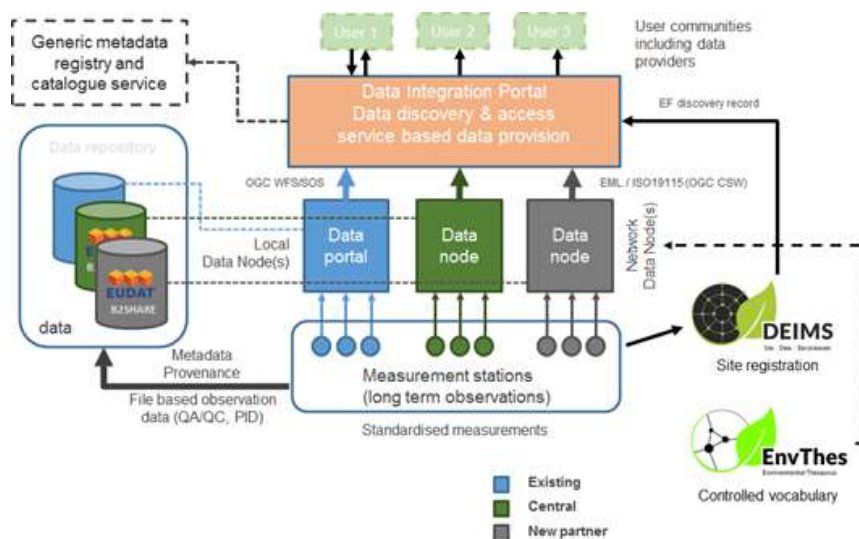 User 1
User 2
User 3
User communities
including data
providers
Generic metadata
registry and
catalogue service
Data Integration Portal
Data discovery & access
service based data provision
EF discovery record
Data repository
OGC WFS/SOS
EML / ISO19115 (OGC CSW)
Local
Data Node(s)
Data
portal
Data
node
Data
node
Network
Data Node(s)
EUDAT
B2SHARE
data
DEIMS
Site registration
Metadata
Provenance
File based observation
data (QA/QC, PID)
Measurement stations
(long term observations)
Standardised measurements
EnvThes
Environmental Thesaurus
Controlled vocabulary
Existing
Central
New partner